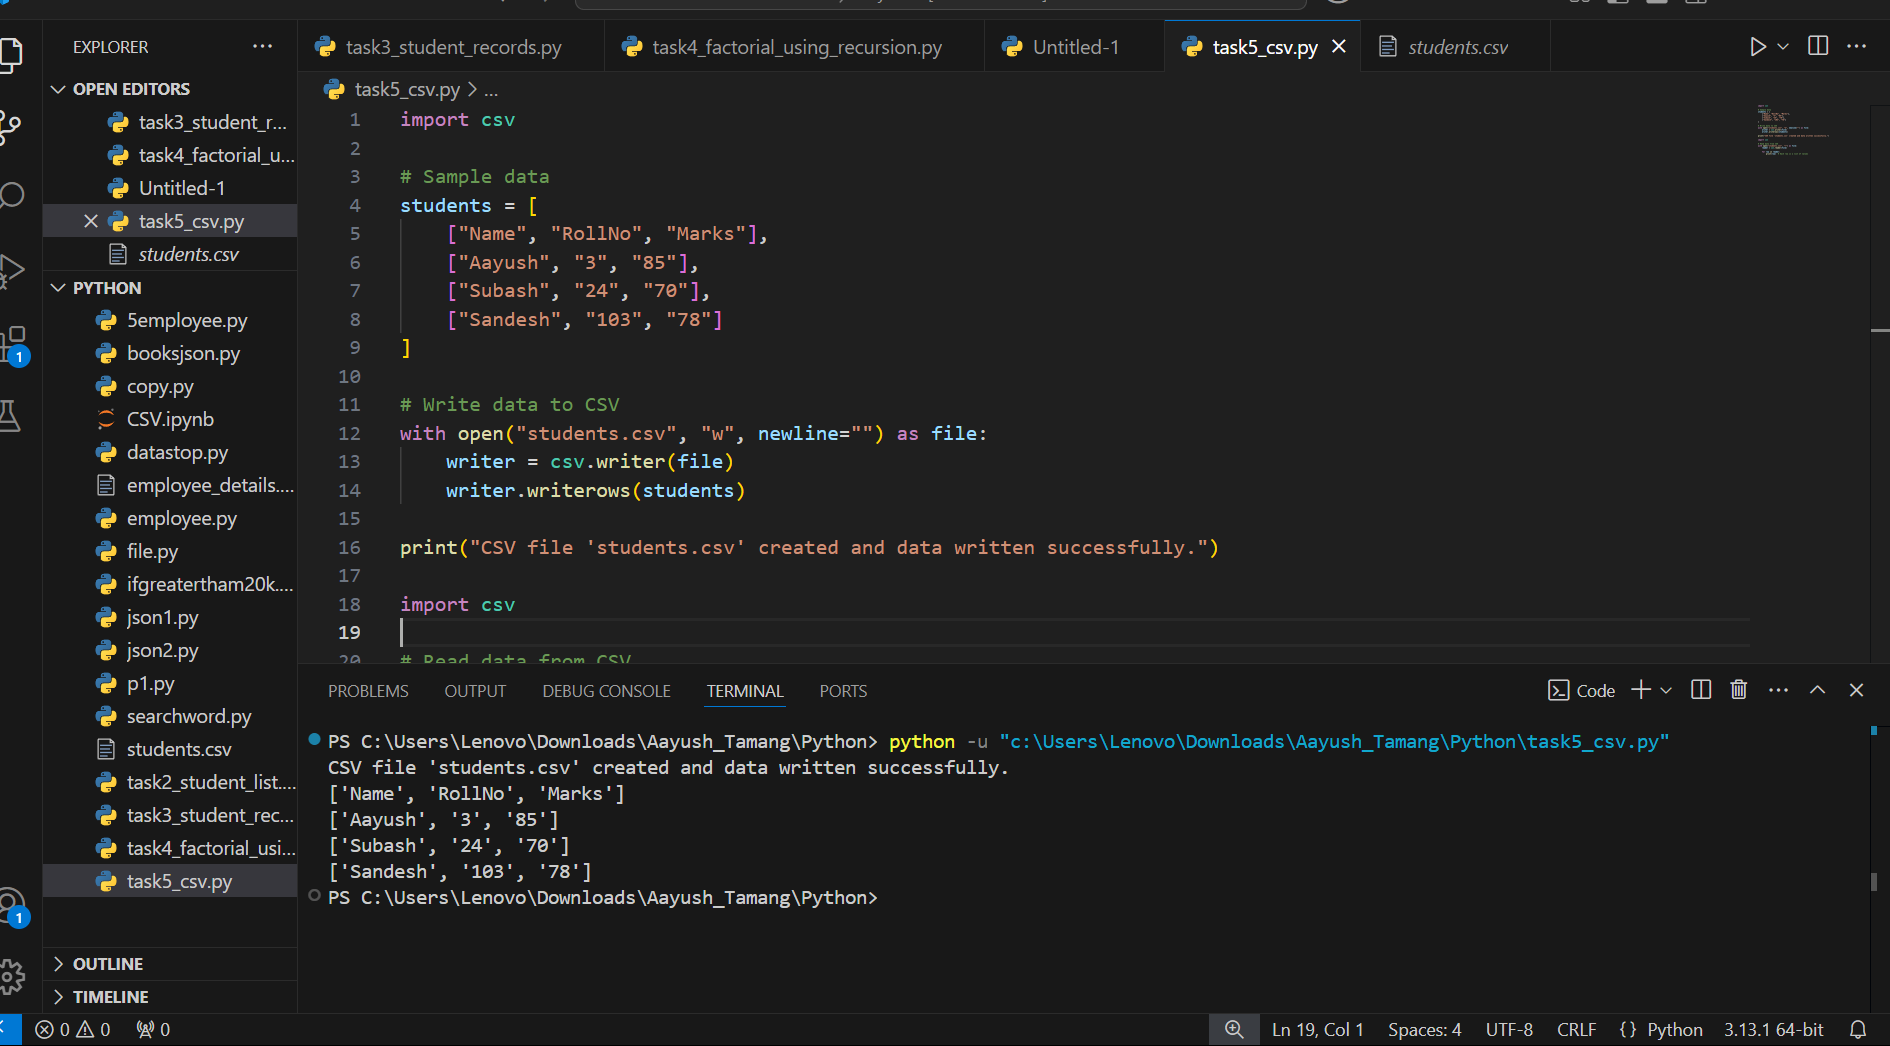 EXPLORER
OPEN EDITORS
task3_student_r...
task4_factorial_u...
Untitled-1
task5_csv.py
students.csv
PYTHON
5employee.py
booksjson.py
copy.py
CSV.ipynb
datastop.py
employee_details....
employee.py
file.py
ifgreatertham20k....
json1.py
json2.py
p1.py
searchword.py
students.csv
task2_student_list....
task3_student_rec...
task4_factorial_usi...
task5_csv.py
OUTLINE
TIMELINE
1
1
task3_student_records.py
task4_factorial_using_recursion.py
Untitled-1
task5_csv.py
students.csv
task5_csv.py > ...
1 import csv
2
3 # Sample data
4 students = [
5     ["Name", "RollNo", "Marks"],
6     ["Aayush", "3", "85"],
7     ["Subash", "24", "70"],
8     ["Sandesh", "103", "78"]
9 ]
10
11 # Write data to CSV
12 with open("students.csv", "w", newline="") as file:
13     writer = csv.writer(file)
14     writer.writerows(students)
15
16 print("CSV file 'students.csv' created and data written successfully.")
17
18 import csv
19
20 # Read data from CSV
PROBLEMS OUTPUT DEBUG CONSOLE TERMINAL PORTS
Code
PS C:\Users\Lenovo\Downloads\Aayush_Tamang\Python> python -u "c:\Users\Lenovo\Downloads\Aayush_Tamang\Python\task5_csv.py"
CSV file 'students.csv' created and data written successfully.
['Name', 'RollNo', 'Marks']
['Aayush', '3', '85']
['Subash', '24', '70']
['Sandesh', '103', '78']
PS C:\Users\Lenovo\Downloads\Aayush_Tamang\Python>
0 0 0 Ln 19, Col 1 Spaces: 4 UTF-8 CRLF {} Python 3.13.1 64-bit